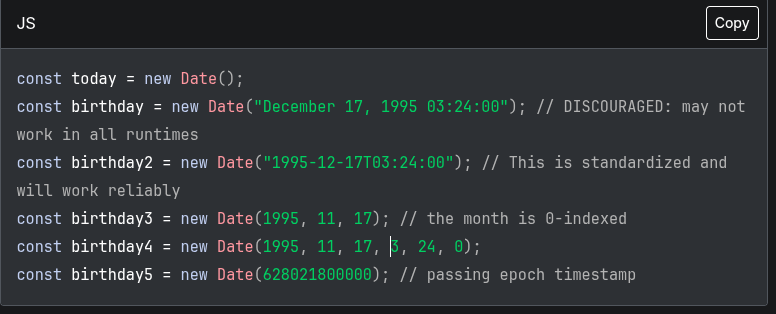 JS
Copy
const today = new Date();
const birthday = new Date("December 17, 1995 03:24:00"); // DISCOURAGED: may not
work in all runtimes
const birthday2 = new Date("1995-12-17T03:24:00"); // This is standardized and
will work reliably
const birthday3 = new Date(1995, 11, 17); // the month is 0-indexed
const birthday4 = new Date(1995, 11, 17, 3, 24, 0);
const birthday5 = new Date(628021800000); // passing epoch timestamp